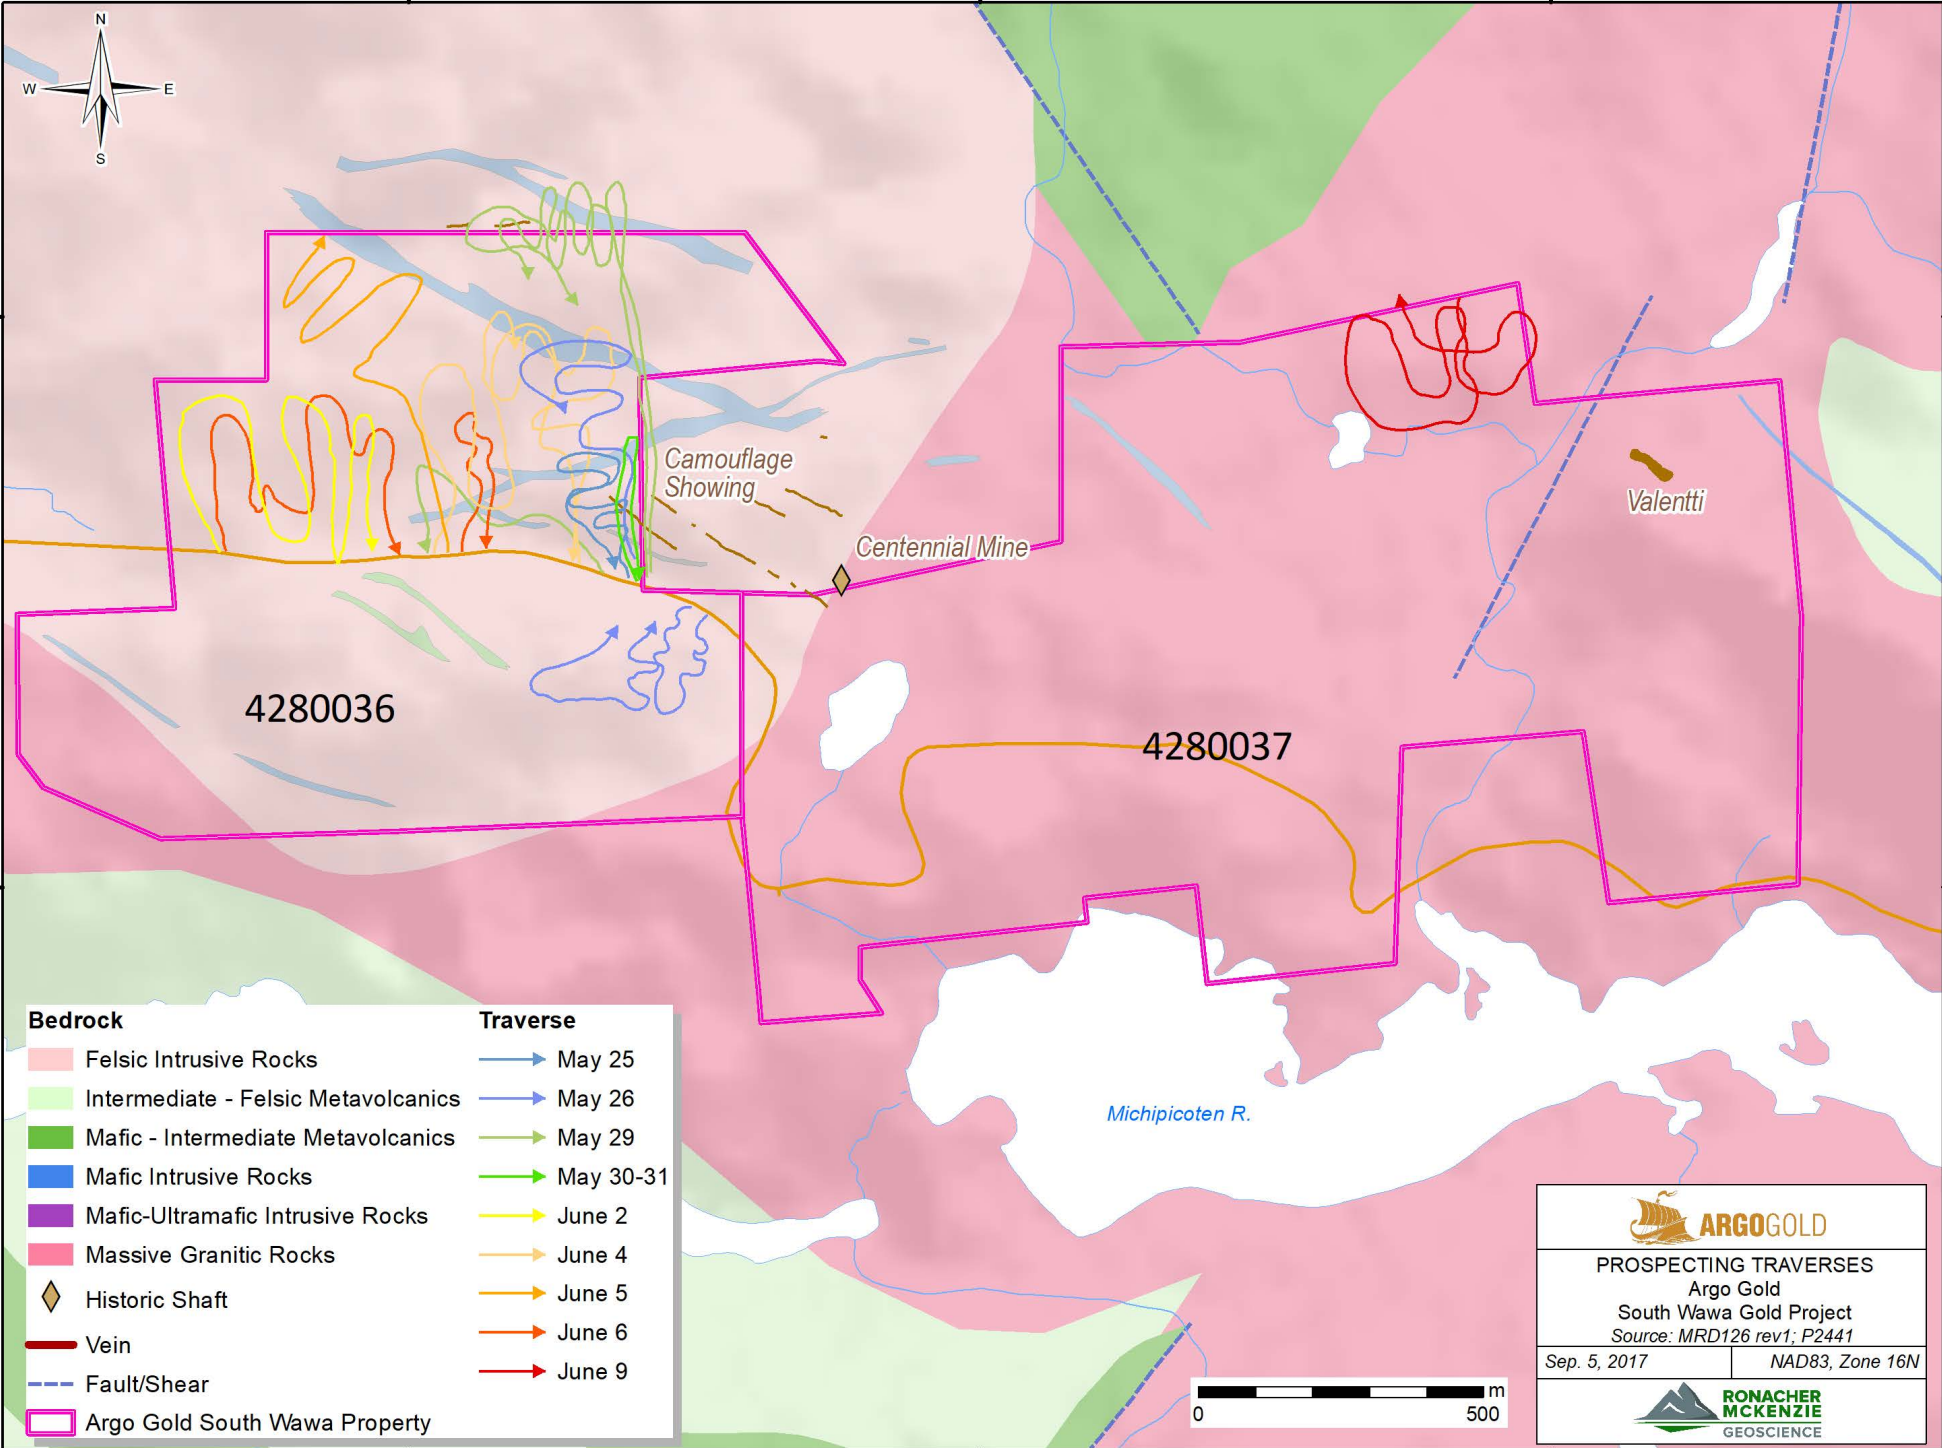 N
W
E
S
Camouflage
Showing
Centennial Mine
Valentti
4280036
4280037
Michipicoten R.
Bedrock
Felsic Intrusive Rocks
Intermediate - Felsic Metavolcanics
Mafic - Intermediate Metavolcanics
Mafic Intrusive Rocks
Mafic-Ultramafic Intrusive Rocks
Massive Granitic Rocks
Historic Shaft
Vein
Fault/Shear
Argo Gold South Wawa Property
Traverse
May 25
May 26
May 29
May 30-31
June 2
June 4
June 5
June 6
June 9
m
0 500
ARGOGOLD
PROSPECTING TRAVERSES
Argo Gold
South Wawa Gold Project
Source: MRD126 rev1; P2441
Sep. 5, 2017 NAD83, Zone 16N
RONACHER
MCKENZIE
GEOSCIENCE